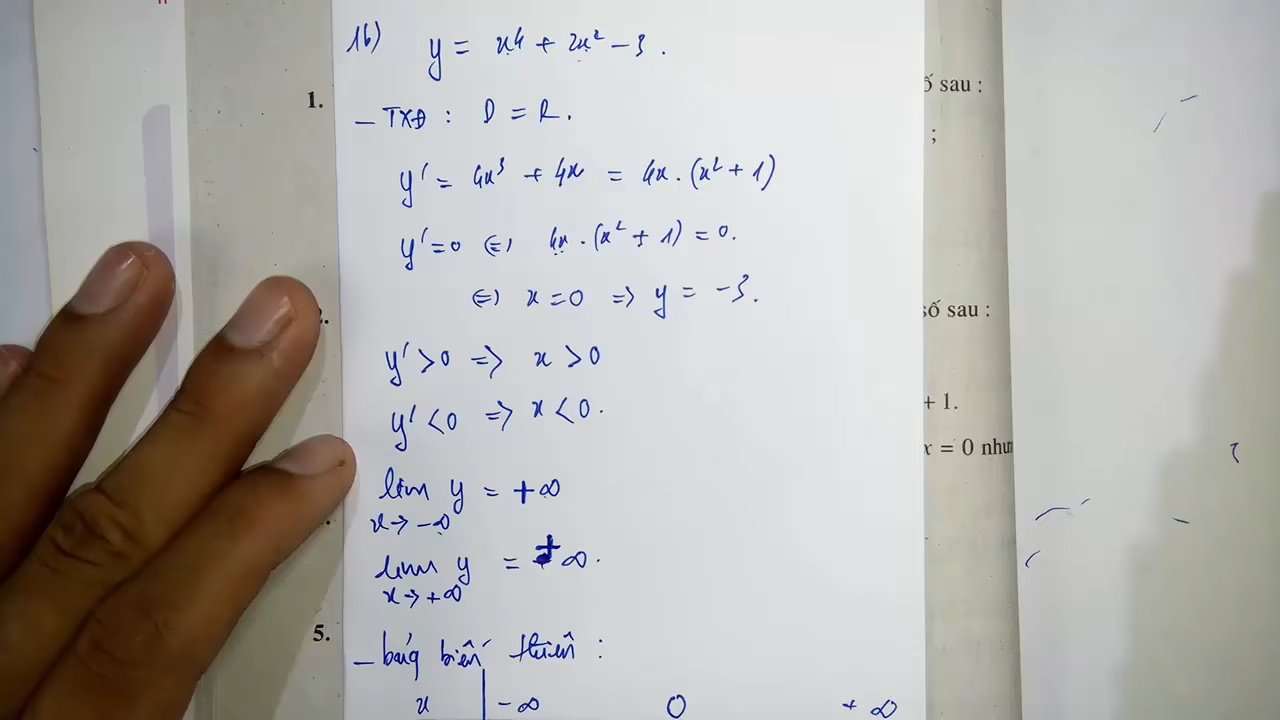 1b) y = x⁴ + 2x² - 3 .
1.
- TXĐ : D = R.
y' = 4x³ + 4x = 4x . (x² + 1)
y' = 0 ⇔ 4x . (x² + 1) = 0.
⇔ x = 0 ⇒ y = -3.
y' > 0 ⇒ x > 0
y' < 0 ⇒ x < 0.
lim y = +∞
x → -∞
lim y = +∞.
x → +∞
5.
- bảng biến thiên :
x | -∞ 0 +∞
ố sau :
;
số sau :
+ 1.
x = 0 như